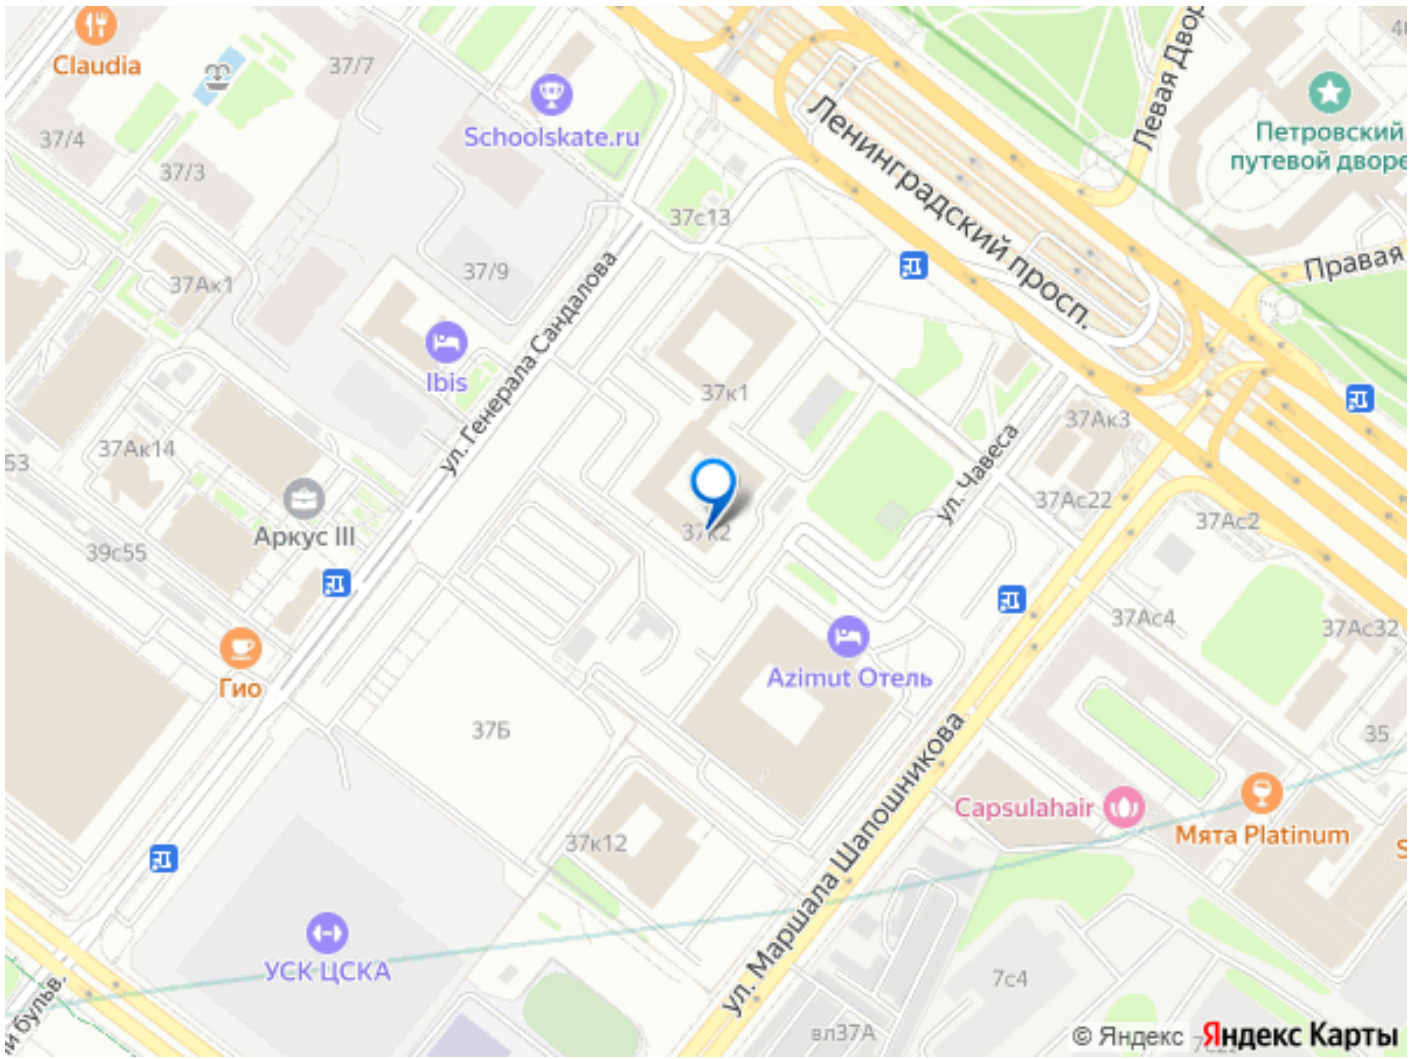 Claudia
37/7
37/4
37/3
Schoolskate.ru
Левая Двор
Петровский
путевой дворе
Ленинградский просп.
37с13
37/9
37Ак1
Правая
ул. Генерала Сандалова
Ibis
37к1
37Ак3
37Ак14
53
ул. Чавеса
37Ас22
37Ас2
Аркус III
39с55
37к2
37Ас4
37Ас32
Гио
Azimut Отель
37Б
35
ул. Маршала Шапошникова
Capsulahair
Мята Platinum
S
37к12
УСК ЦСКА
7с4
й бульв.
вл37А
© Яндекс Яндекс Карты